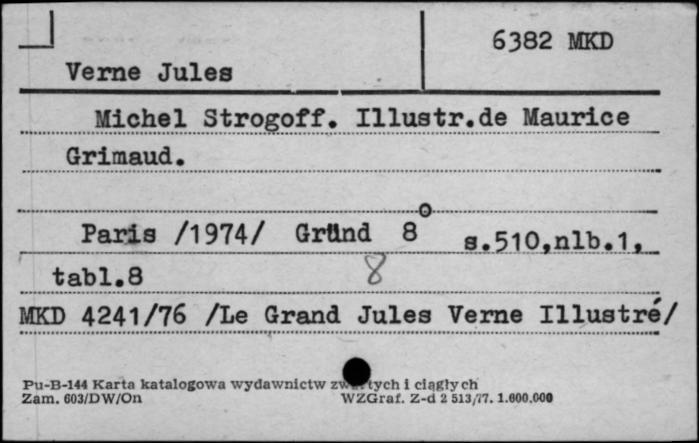 6382 MKD
Verne Jules
Michel Strogoff. Illustr.de Maurice
Grimaud.
Paris /1974/ Gründ 8° s.510,nlb.1,
tabl.8
8
MKD 4241/76 /Le Grand Jules Verne Illustré/
Pu-B-144 Karta katalogowa wydawnictw zwartych i ciągłych
Zam. 603/DW/On WZGraf. Z-d 2 513/77. 1.600.000